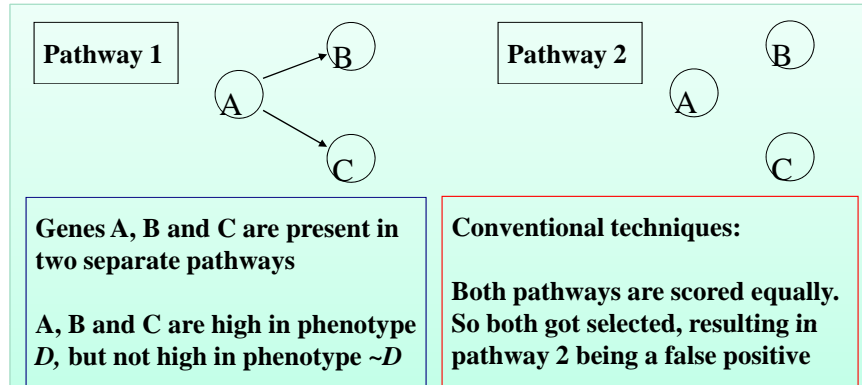 Pathway 1
B
A
C
Pathway 2
B
A
C
Genes A, B and C are present in
two separate pathways
A, B and C are high in phenotype
D, but not high in phenotype ~D
Conventional techniques:
Both pathways are scored equally.
So both got selected, resulting in
pathway 2 being a false positive